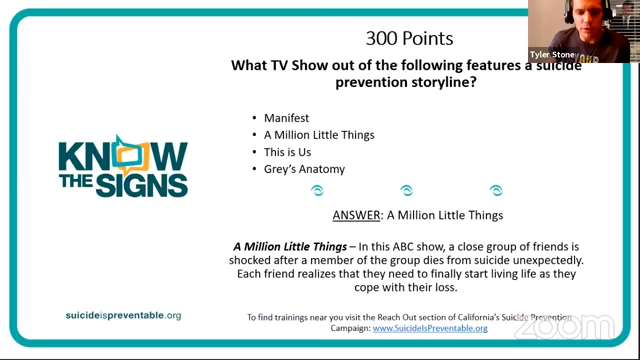 300 Points
Tyler Stone
What TV Show out of the following features a suicide
prevention storyline?
• Manifest
• A Million Little Things
• This is Us
• Grey's Anatomy
KNOW
THE SIGNS
ANSWER: A Million Little Things
A Million Little Things – In this ABC show, a close group of friends is
shocked after a member of the group dies from suicide unexpectedly.
Each friend realizes that they need to finally start living life as they
cope with their loss.
suicideispreventable.org
To find trainings near you visit the Reach Out section of California's Suicide Prevention
Campaign: www.SuicideIsPreventable.org
zoom